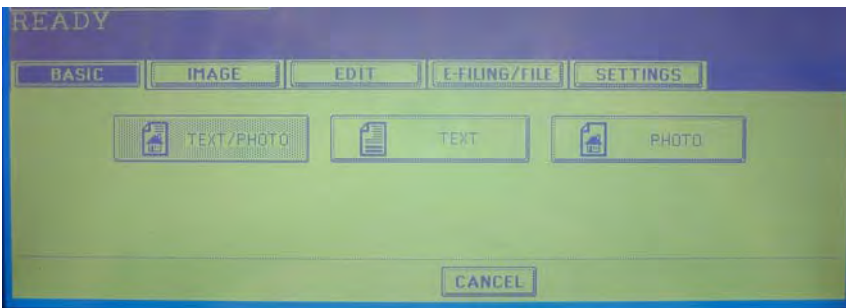 READY
BASIC IMAGE EDIT E-FILING/FILE SETTINGS
TEXT/PHOTO TEXT PHOTO
CANCEL